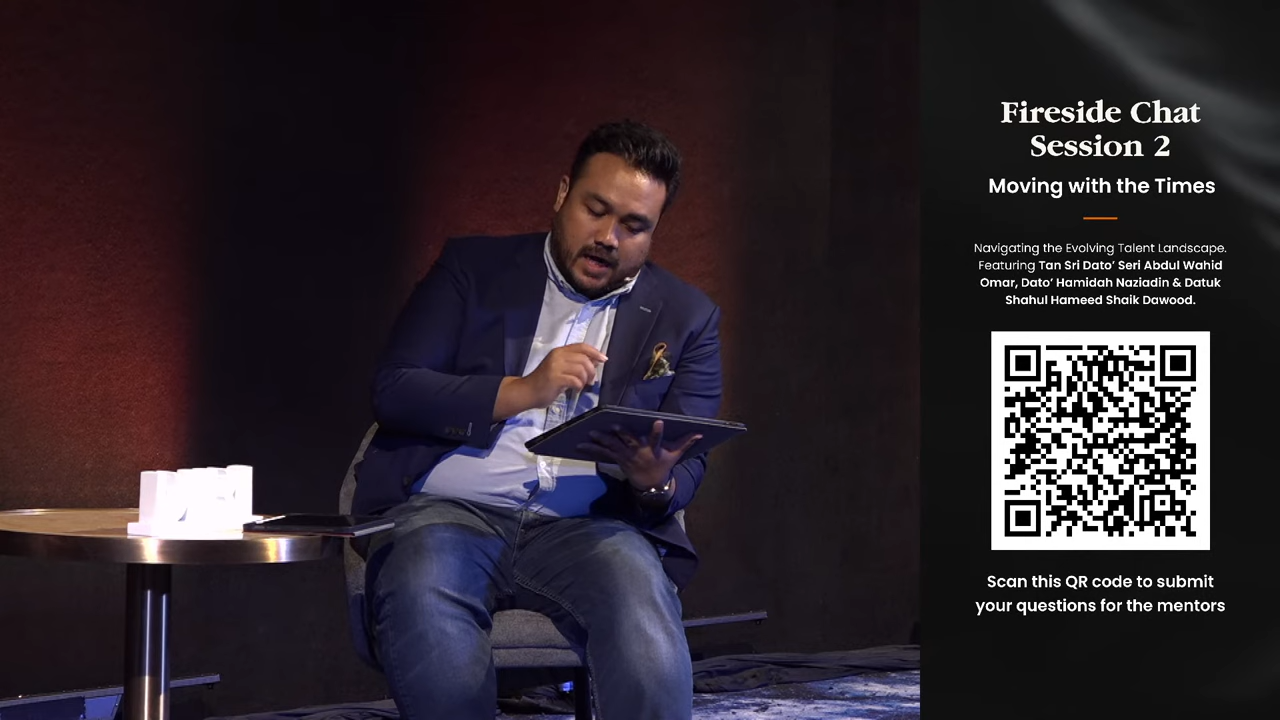 Fireside Chat
Session 2
Moving with the Times
Navigating the Evolving Talent Landscape.
Featuring Tan Sri Dato’ Seri Abdul Wahid
Omar, Dato’ Hamidah Naziadin & Datuk
Shahul Hameed Shaik Dawood.
Scan this QR code to submit
your questions for the mentors